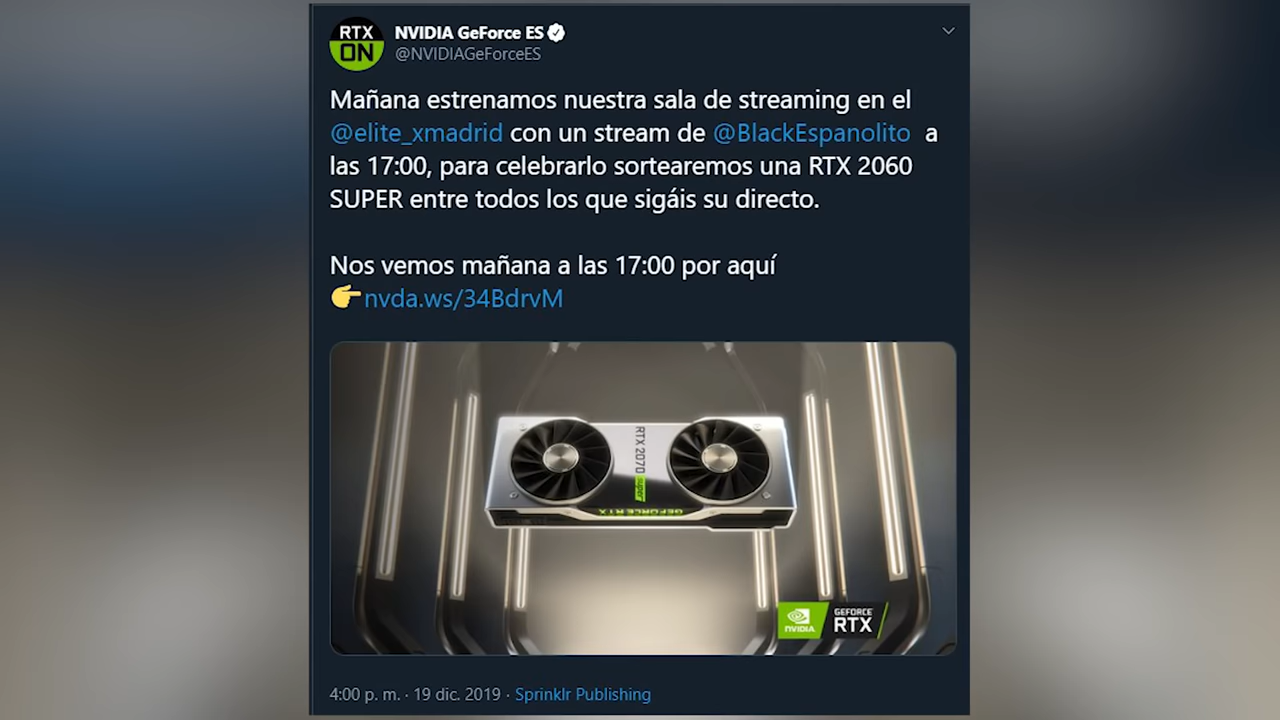 RTX
ON
NVIDIA GeForce ES
@NVIDIAGeForceES
Mañana estrenamos nuestra sala de streaming en el
@elite_xmadrid con un stream de @BlackEspanolito a
las 17:00, para celebrarlo sortearemos una RTX 2060
SUPER entre todos los que sigáis su directo.
Nos vemos mañana a las 17:00 por aquí
👉nvda.ws/34BdrvM
RTX 2070
SUPER
GEFORCE RTX
NVIDIA.
GEFORCE
RTX
4:00 p. m. · 19 dic. 2019 · Sprinklr Publishing